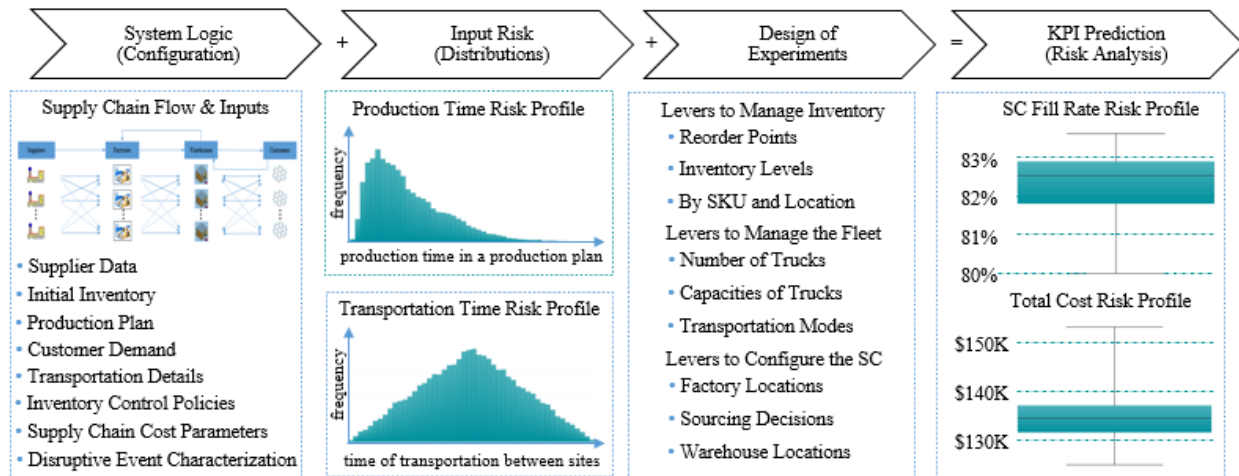 System Logic
(Configuration)
+
Input Risk
(Distributions)
+
Design of
Experiments
=
KPI Prediction
(Risk Analysis)
Supply Chain Flow & Inputs
Suppliers
Factories
Warehouses
Customers
• Supplier Data
• Initial Inventory
• Production Plan
• Customer Demand
• Transportation Details
• Inventory Control Policies
• Supply Chain Cost Parameters
• Disruptive Event Characterization
Production Time Risk Profile
frequency
production time in a production plan
Transportation Time Risk Profile
frequency
time of transportation between sites
Levers to Manage Inventory
• Reorder Points
• Inventory Levels
• By SKU and Location
Levers to Manage the Fleet
• Number of Trucks
• Capacities of Trucks
• Transportation Modes
Levers to Configure the SC
• Factory Locations
• Sourcing Decisions
• Warehouse Locations
SC Fill Rate Risk Profile
83%
82%
81%
80%
Total Cost Risk Profile
$150K
$140K
$130K